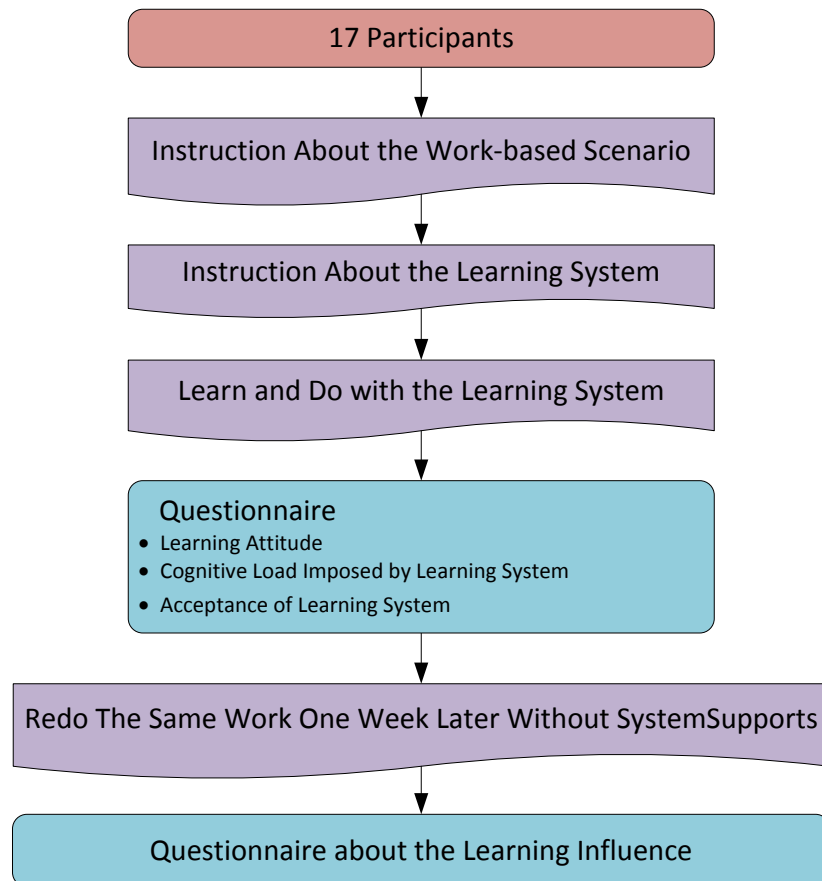 17 Participants
Instruction About the Work-based Scenario
Instruction About the Learning System
Learn and Do with the Learning System
Questionnaire
• Learning Attitude
• Cognitive Load Imposed by Learning System
• Acceptance of Learning System
Redo The Same Work One Week Later Without SystemSupports
Questionnaire about the Learning Influence